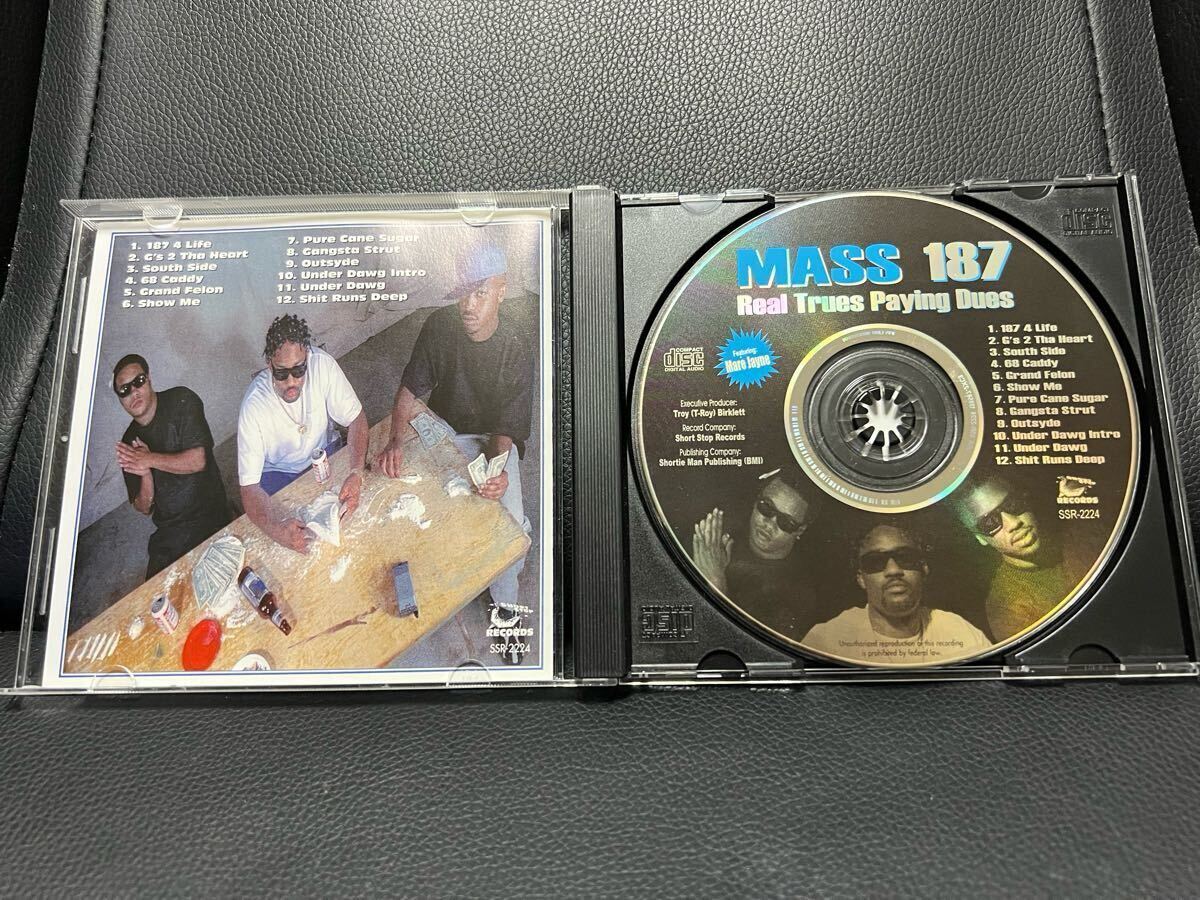 1. 187 4 Life
2. G's 2 Tha Heart
3. South Side
4. 68 Caddy
5. Grand Felon
6. Show Me
7. Pure Cane Sugar
8. Gangsta Strut
9. Outsyde
10. Under Dawg Intro
11. Under Dawg
12. Shit Runs Deep
RECORDS
SSR-2224
MASS 187
Real Trues Paying Dues
COMPACT
disc
DIGITAL AUDIO
Featuring:
Mare Jayne
Executive Producer:
Troy (T-Roy) Birklett
Record Company:
Short Stop Records
Publishing Company:
Shortie Man Publishing (BMI)
1. 187 4 Life
2. G's 2 Tha Heart
3. South Side
4. 68 Caddy
5. Grand Felon
6. Show Me
7. Pure Cane Sugar
8. Gangsta Strut
9. Outsyde
10. Under Dawg Intro
11. Under Dawg
12. Shit Runs Deep
RECORDS
SSR-2224
Unauthorized reproduction of this recording
is prohibited by federal law.
COMPACT
disc
DIGITAL AUDIO